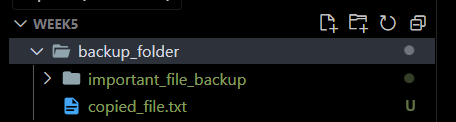 WEEK5
backup_folder
important_file_backup
copied_file.txt U